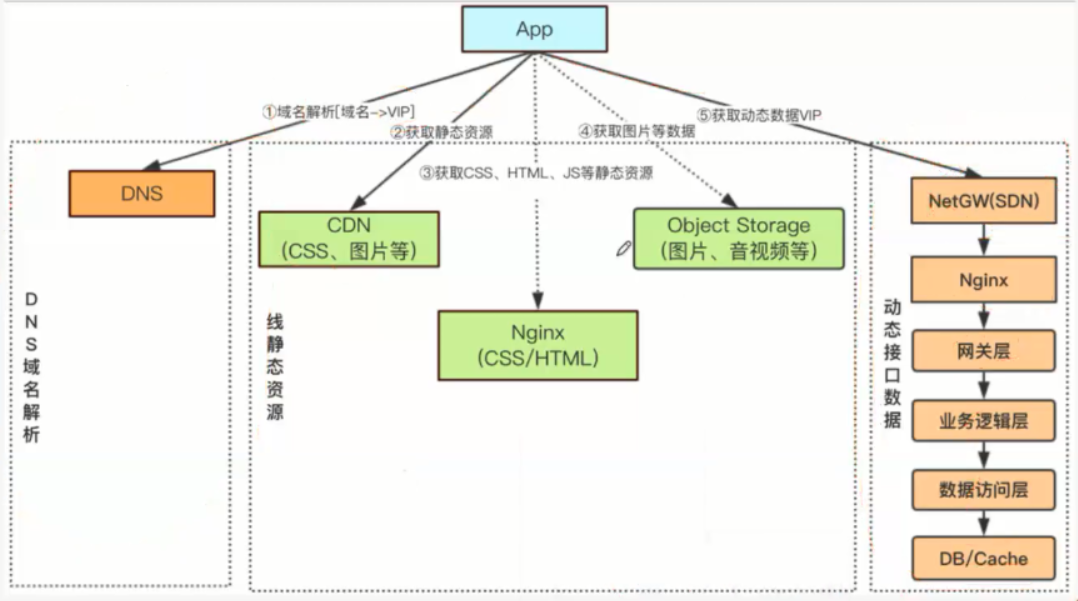 App
①域名解析[域名->VIP]
②获取静态资源
③获取CSS、HTML、JS等静态资源
④获取图片等数据
⑤获取动态数据VIP
DNS
DNS域名解析
CDN
(CSS、图片等)
Object Storage
(图片、音视频等)
Nginx
(CSS/HTML)
线静态资源
NetGW(SDN)
Nginx
网关层
业务逻辑层
数据访问层
DB/Cache
动态接口数据